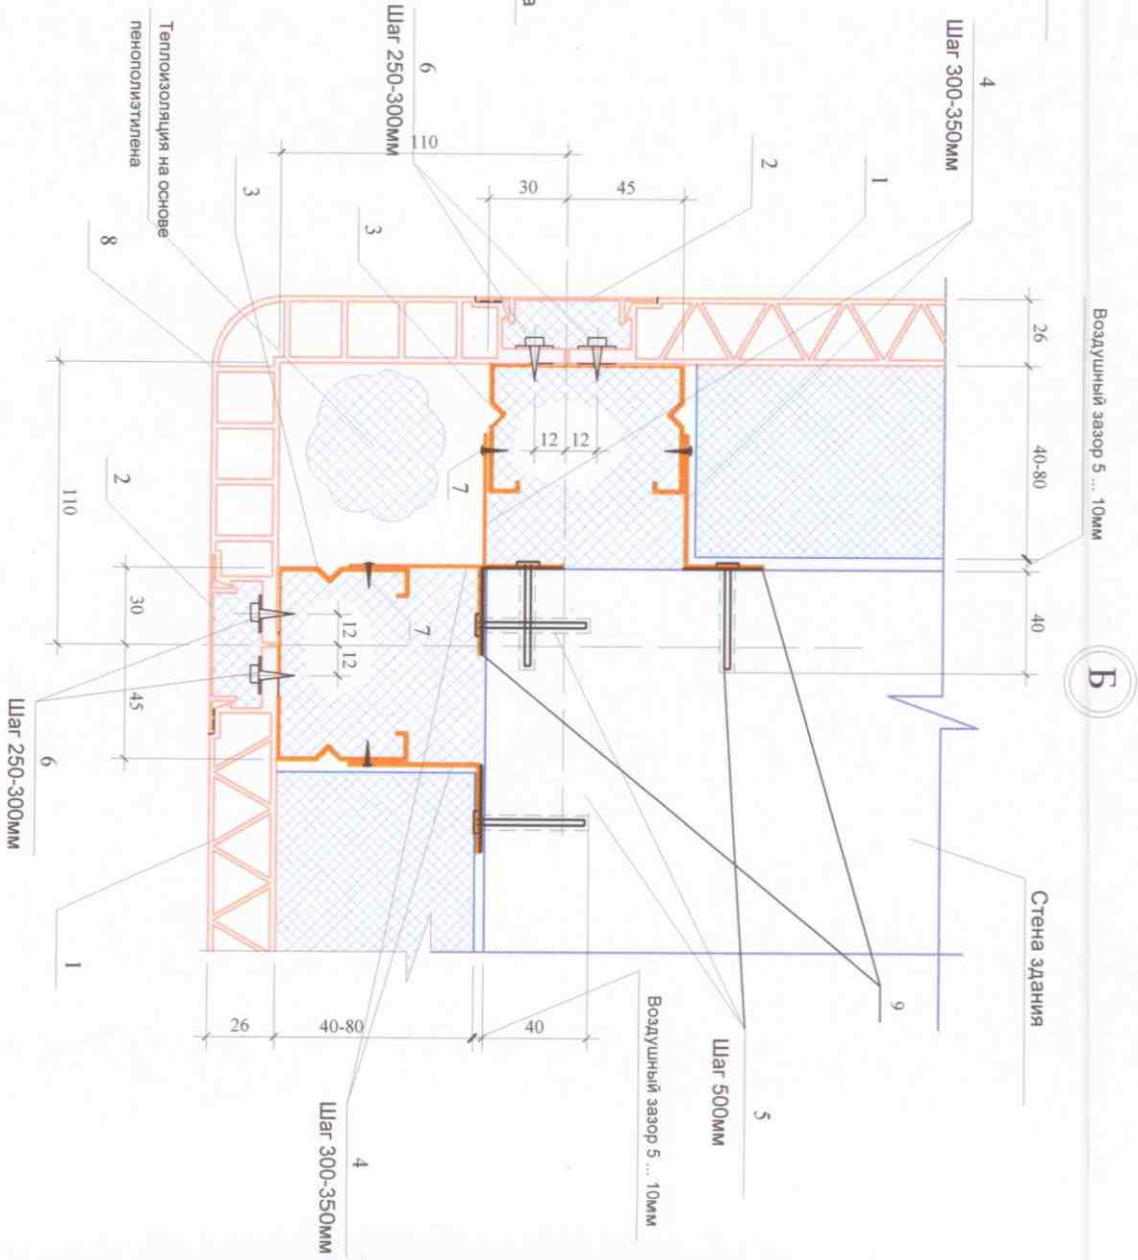 Б
Воздушный зазор 5 ... 10мм
Стена здания
4
Шаг 300-350мм
1
2
6
Шаг 250-300мм
а
Теплоизоляция на основе
пенополиэтилена
3
3
8
2
110
30
45
26
40-80
40
12
12
7
7
12
12
110
30
45
6
Шаг 250-300мм
1
26
40-80
40
9
5
Шаг 500мм
Воздушный зазор 5 ... 10мм
4
Шаг 300-350мм